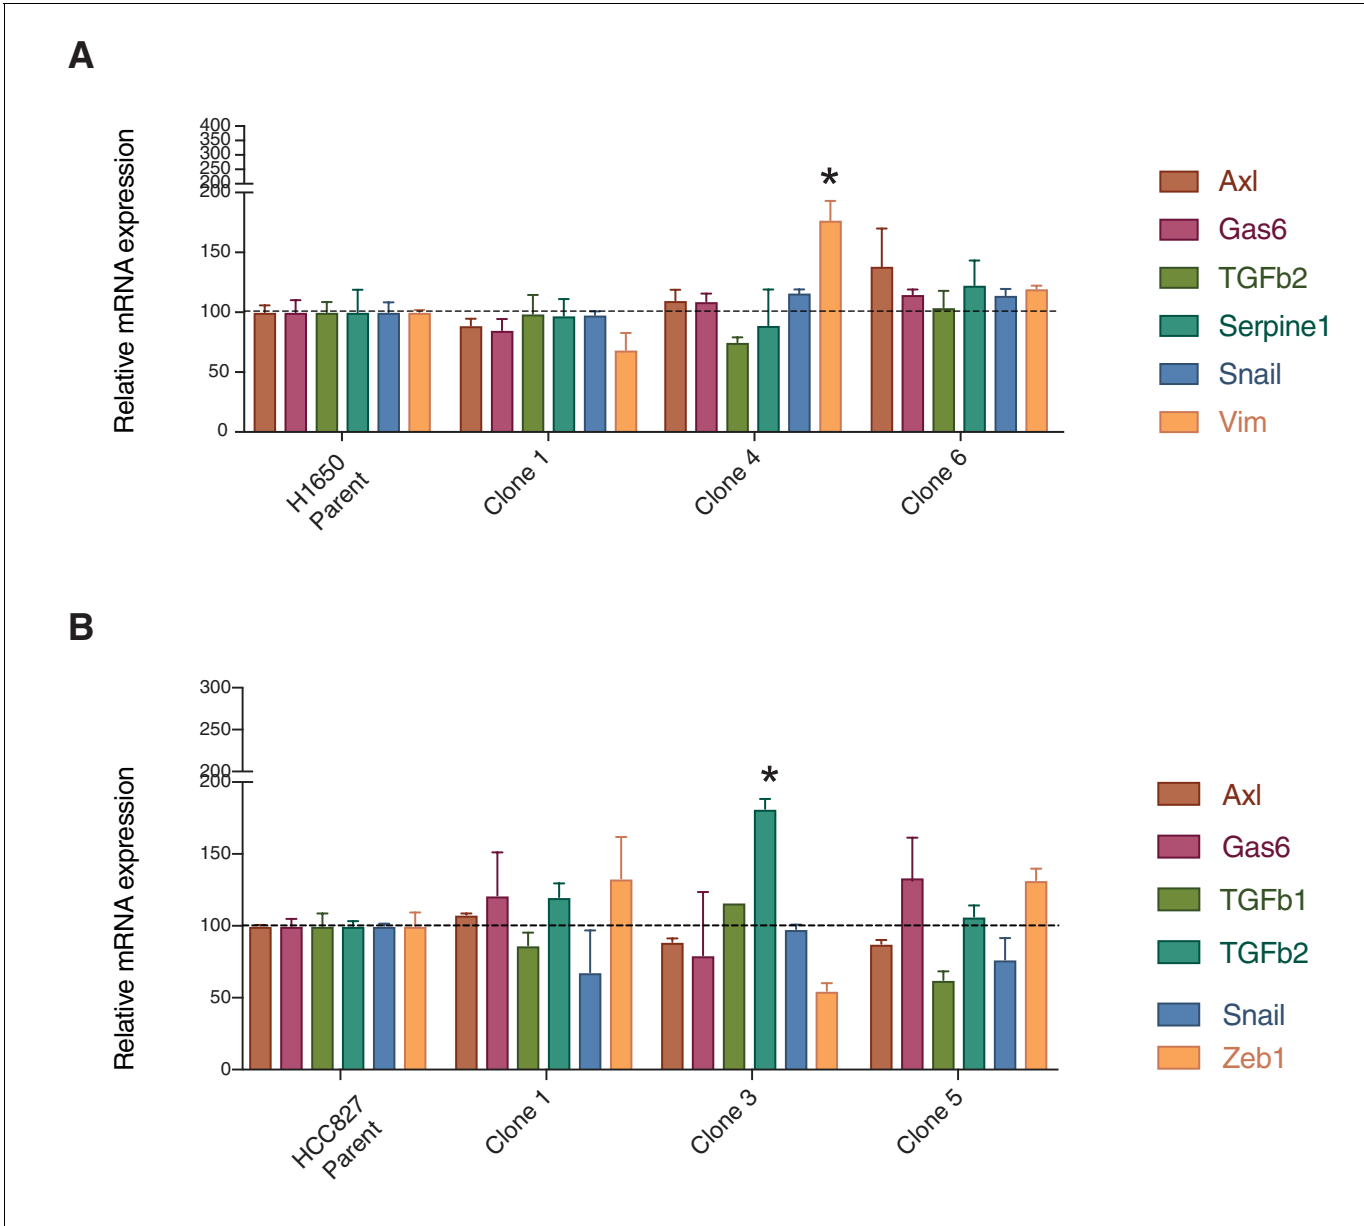 A
Relative mRNA expression
400
350
300
250
200
200
150
100
50
0
*
H1650
Parent
Clone 1
Clone 4
Clone 6
Axl
Gas6
TGFb2
Serpine1
Snail
Vim
B
Relative mRNA expression
300
250
200
200
150
100
50
0
*
HCC827
Parent
Clone 1
Clone 3
Clone 5
Axl
Gas6
TGFb1
TGFb2
Snail
Zeb1